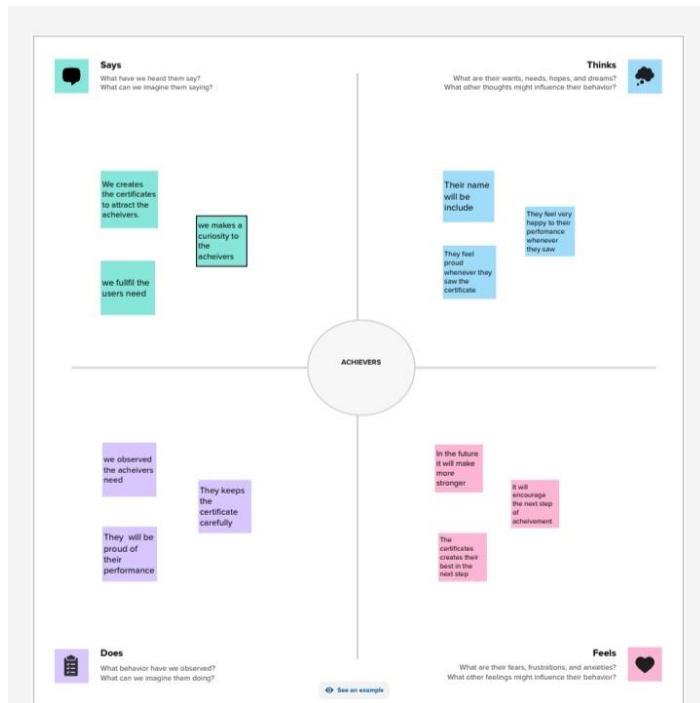 Says
What have we heard them say?
What can we imagine them saying?
Thinks
What are their wants, needs, hopes, and dreams?
What other thoughts might influence their behavior?
We creates
the certificates
to attract the
acheivers.
we makes a
curiosity to
the
acheivers
we fullfil the
users need
Their name
will be
include
They feel very
happy to their
perfomance
whenever
they saw
They feel
proud
whenever they
saw the
certificate
ACHIEVERS
we observed
the acheivers
need
They keeps
the
certificate
carefully
They will be
proud of
their
performance
In the future
it will make
more
stronger
It will
encourage
the next step
of
acheivement
The
certificates
creates their
best in the
next step
Does
What behavior have we observed?
What can we imagine them doing?
Feels
What are their fears, frustrations, and anxieties?
What other feelings might influence their behavior?
See an example